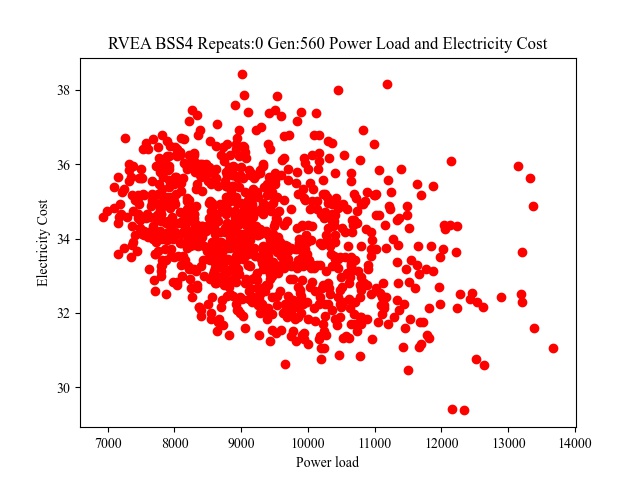 RVEA BSS4 Repeats:0 Gen:560 Power Load and Electricity Cost
38
36
34
32
30
Electricity Cost
7000 8000 9000 10000 11000 12000 13000 14000
Power load